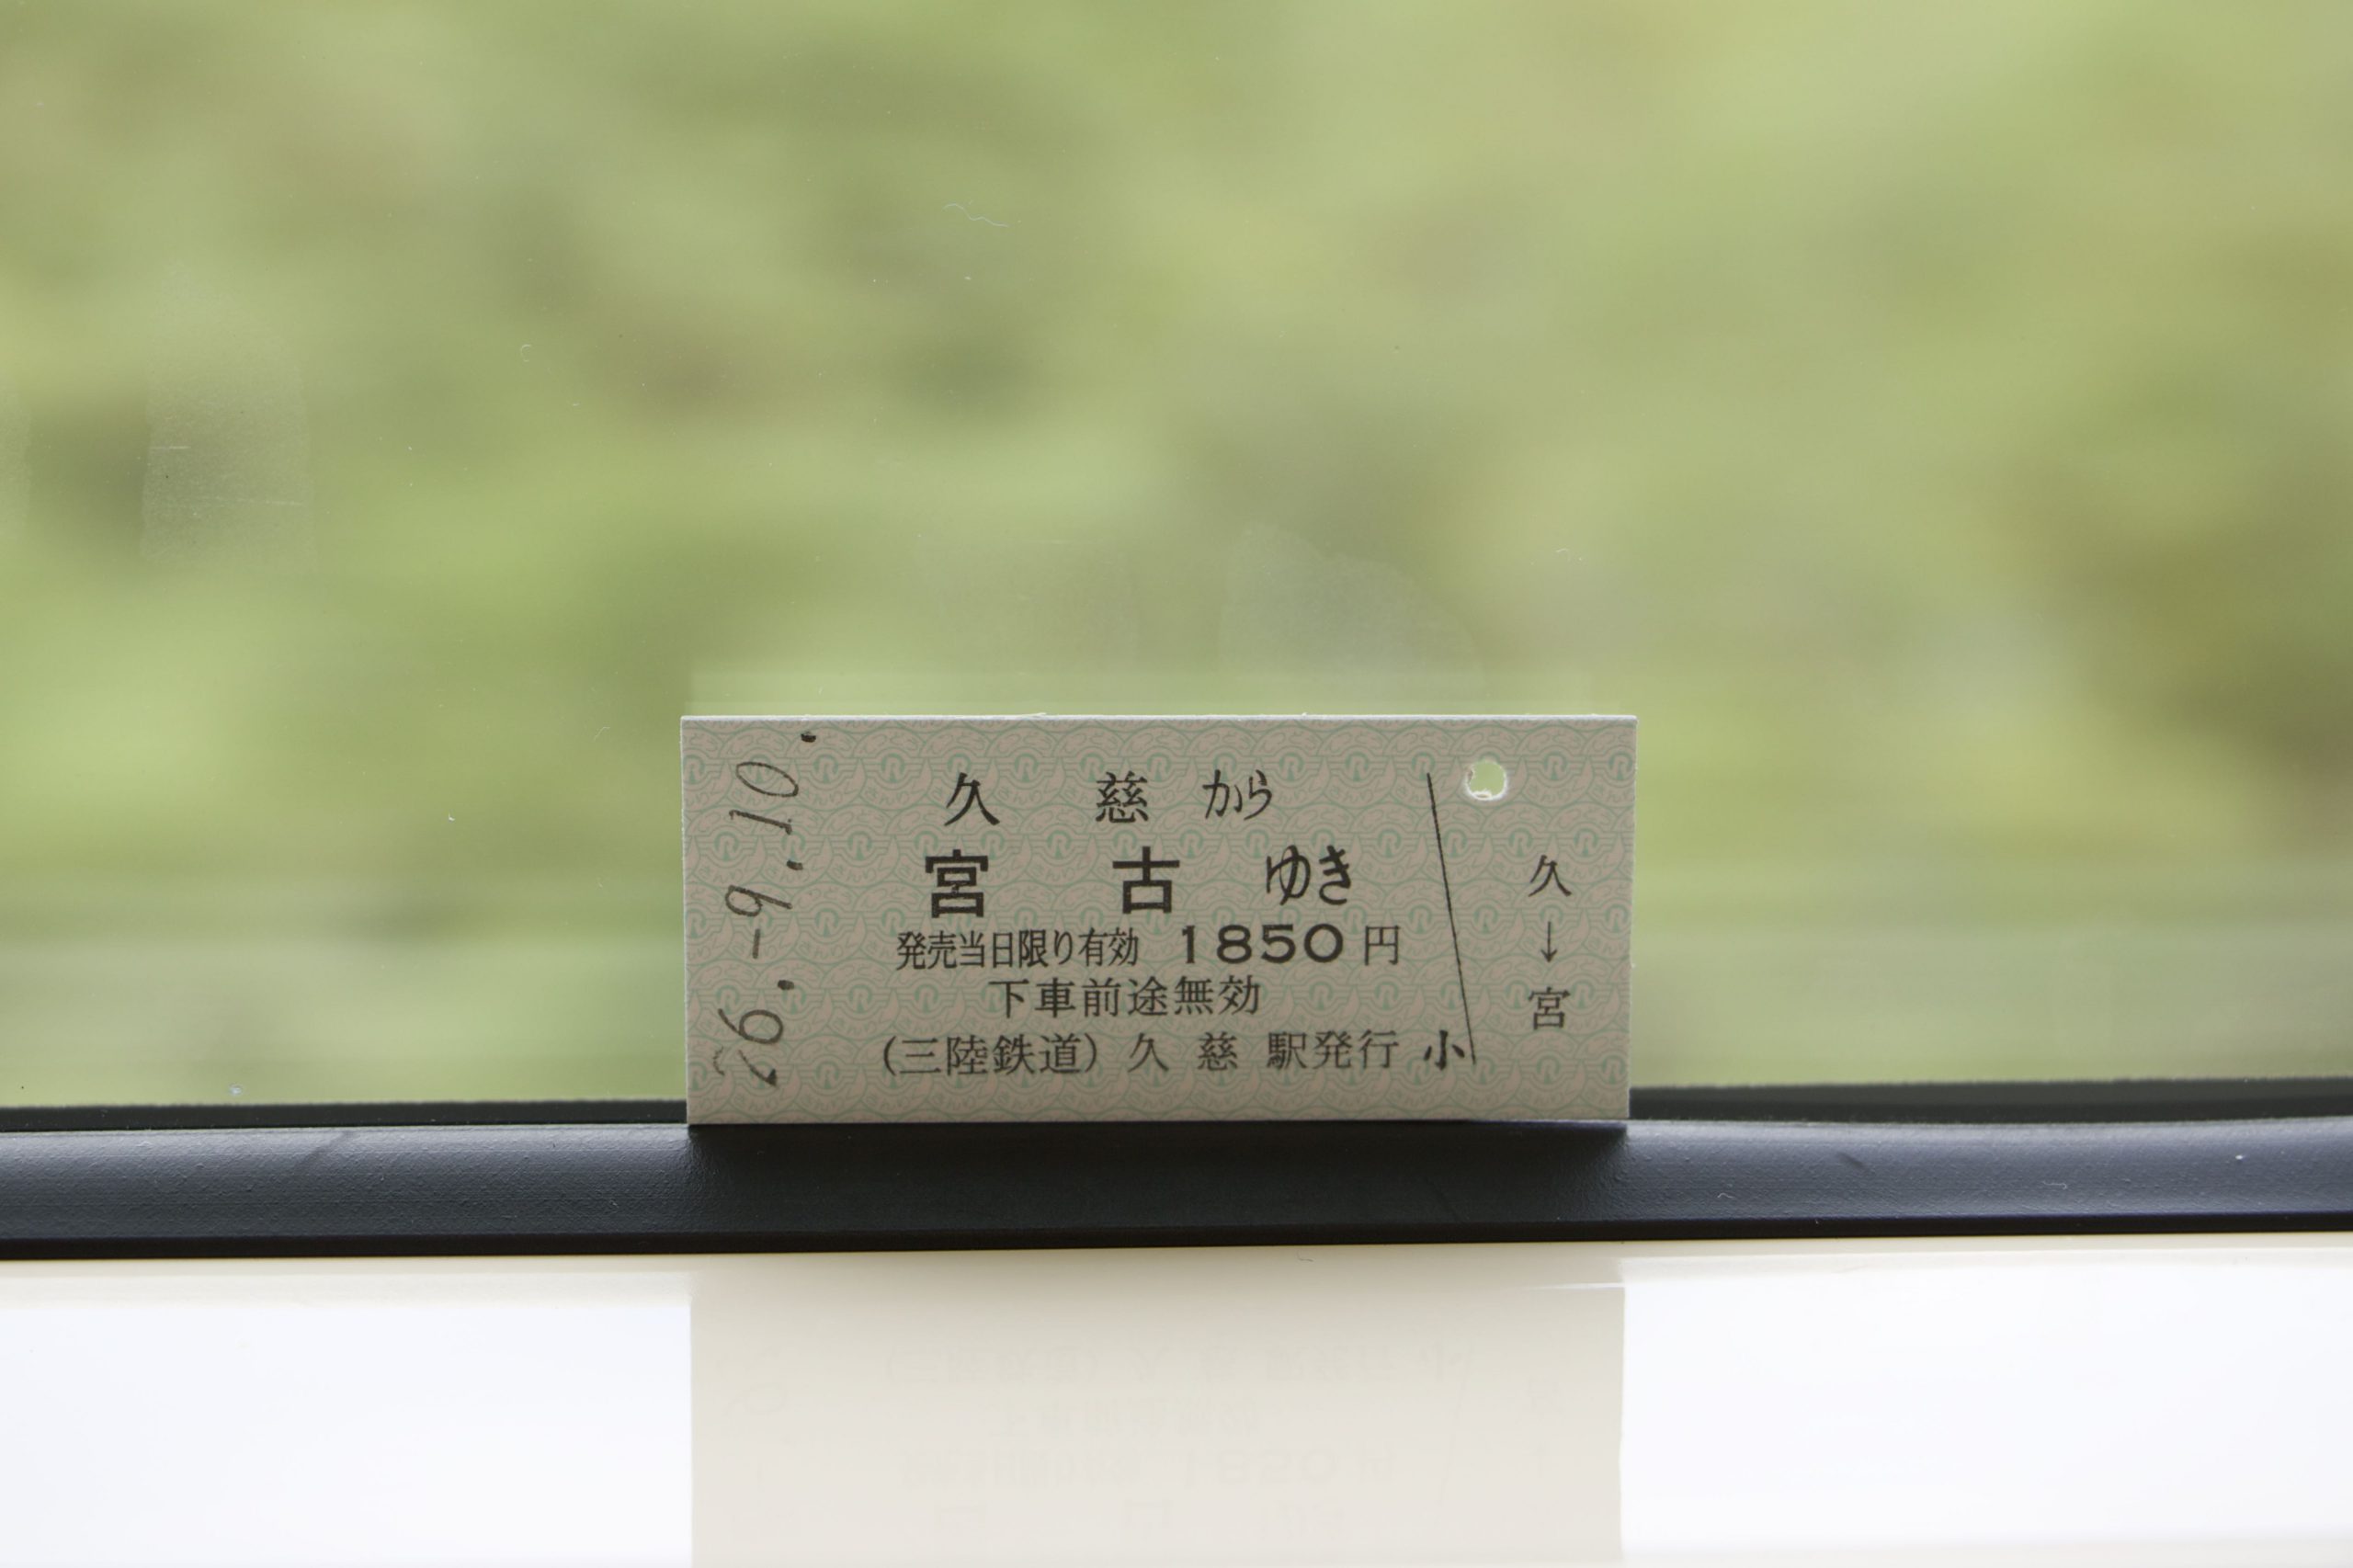 26.-9.10.
久慈から
宮古ゆき
発売当日限り有効 1850円
下車前途無効
(三陸鉄道) 久慈駅発行 小
久
↓
宮